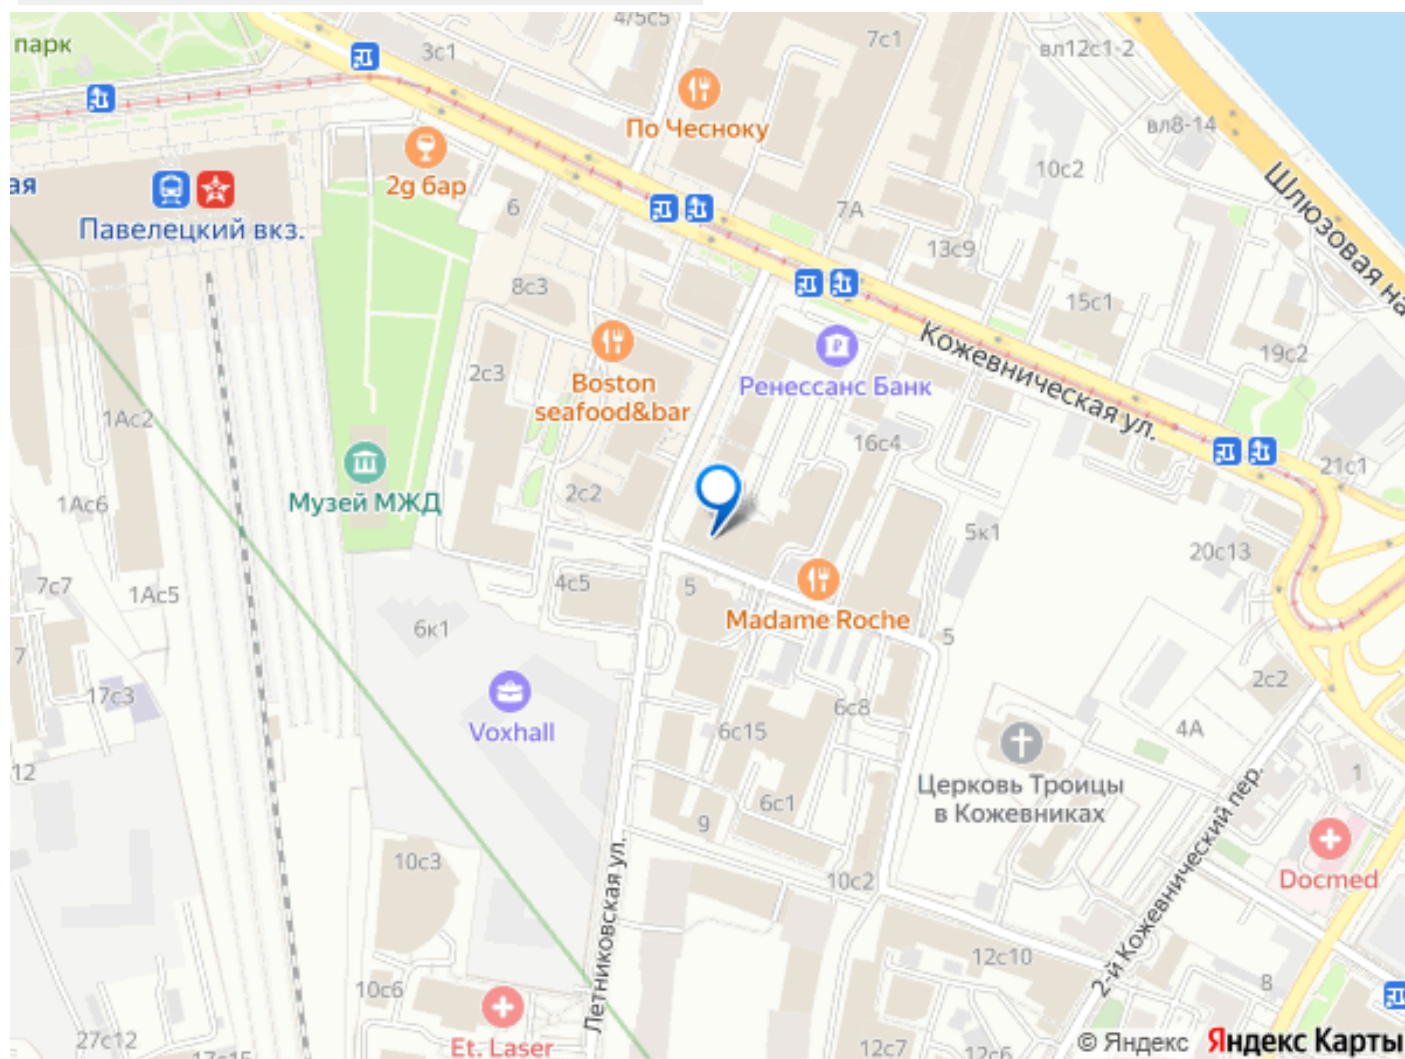 4/5с5
7с1
парк
3с1
вл12с1-2
По Чесноку
вл8-14
10с2
ая
2g бар
6
7А
Павелецкий вкз.
Шлюзовая на
13с9
8с3
15с1
Кожевническая ул.
19с2
2с3
Boston
seafood&bar
Ренессанс Банк
1Ас2
16с4
21с1
Музей МЖД
2с2
1Ас6
5к1
20с13
7с7
1Ас5
4с5
5
Madame Roche
6к1
5
7
17с3
2с2
6с8
Voxhall
6с15
4А
12
1
Церковь Троицы
в Кожевниках
6с1
9
2-й Кожевнический пер.
10с3
10с2
Docmed
Летниковская ул.
12с10
8
10с6
27с12
17с15
Et. Laser
12с7
12с6
© Яндекс Яндекс Карты